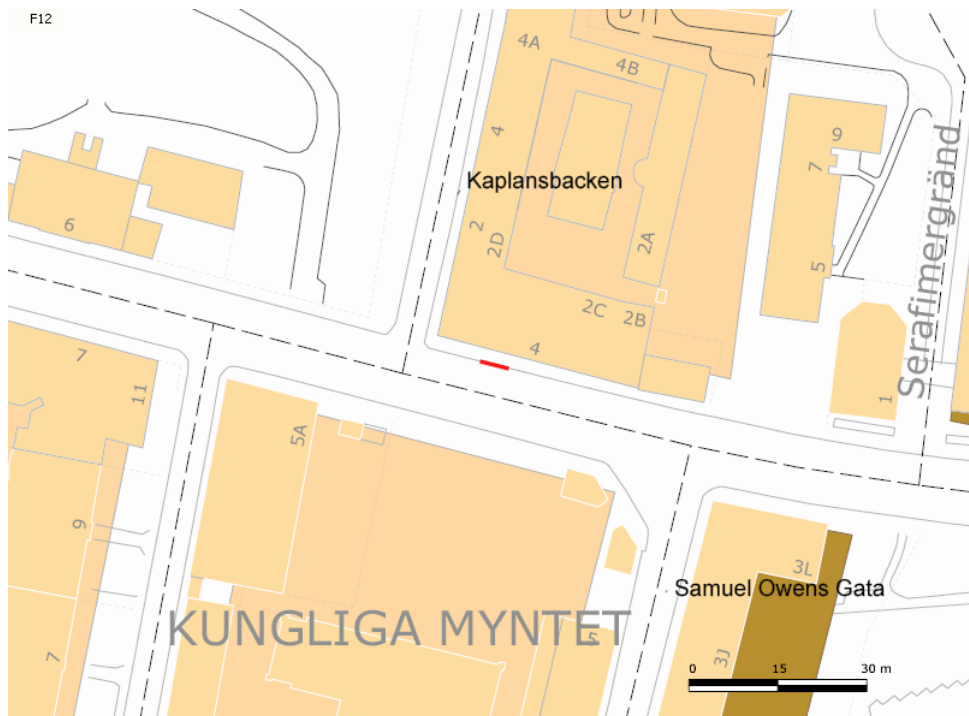 F12
4A
4B
4
Kaplansbacken
2
2D
2A
2C
2B
4
6
9
7
5
Serafimergränd
1
7
11
5A
9
7
KUNGLIGA MYNTET
5
3L
Samuel Owens Gata
3J
0 15 30 m